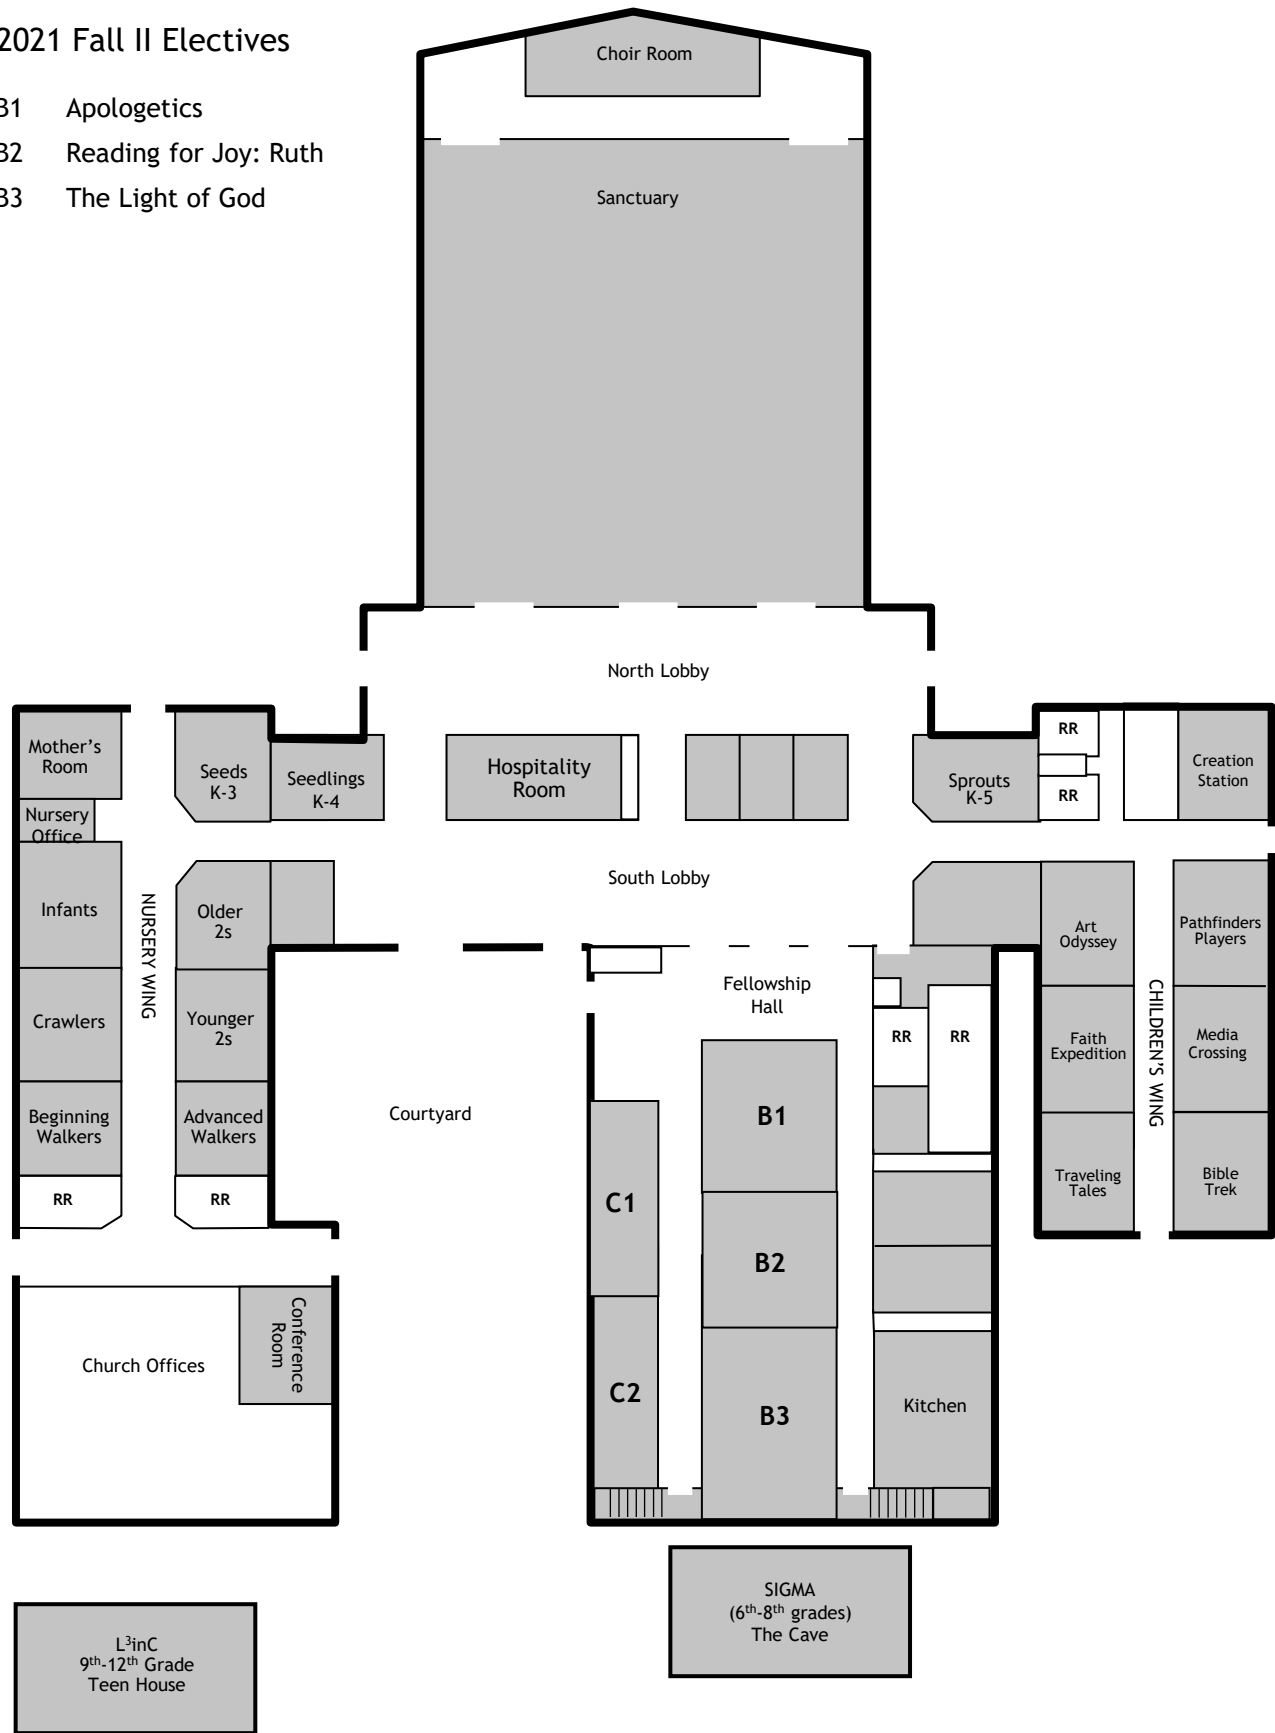 2021 Fall II Electives
B1 Apologetics
B2 Reading for Joy: Ruth
B3 The Light of God
Choir Room
Sanctuary
North Lobby
Mother's
Room
Nursery
Office
Seeds
K-3
Seedlings
K-4
Hospitality
Room
Sprouts
K-5
RR
RR
Creation
Station
South Lobby
Infants
NURSERY WING
Older
2s
Art
Odyssey
Pathfinders
Players
Fellowship
Hall
Crawlers
Younger
2s
RR
RR
Faith
Expedition
CHILDREN'S WING
Media
Crossing
Beginning
Walkers
Advanced
Walkers
Courtyard
B1
RR
RR
C1
B2
Traveling
Tales
Bible
Trek
Church Offices
Conference
Room
C2
B3
Kitchen
SIGMA
(6th-8th grades)
The Cave
L³inC
9th-12th Grade
Teen House